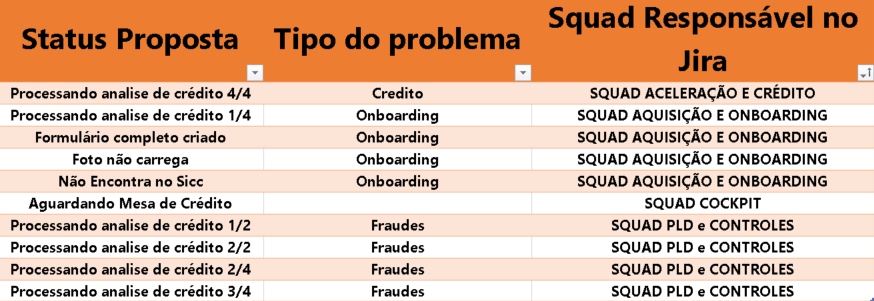 Status Proposta Tipo do problema Squad Responsável no Jira
Processando analise de crédito 4/4 Credito SQUAD ACELERAÇÃO E CRÉDITO
Processando analise de crédito 1/4 Onboarding SQUAD AQUISIÇÃO E ONBOARDING
Formulário completo criado Onboarding SQUAD AQUISIÇÃO E ONBOARDING
Foto não carrega Onboarding SQUAD AQUISIÇÃO E ONBOARDING
Não Encontra no Sicc Onboarding SQUAD AQUISIÇÃO E ONBOARDING
Aguardando Mesa de Crédito SQUAD COCKPIT
Processando analise de crédito 1/2 Fraudes SQUAD PLD e CONTROLES
Processando analise de crédito 2/2 Fraudes SQUAD PLD e CONTROLES
Processando analise de crédito 2/4 Fraudes SQUAD PLD e CONTROLES
Processando analise de crédito 3/4 Fraudes SQUAD PLD e CONTROLES